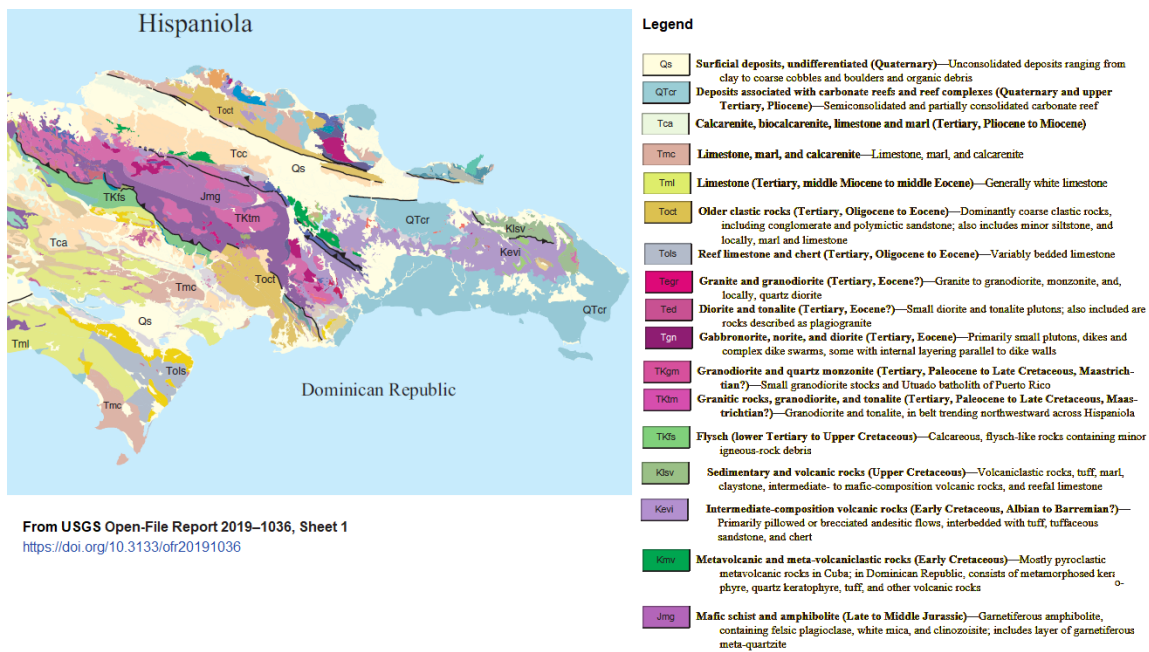 Hispaniola
Toct
Tcc
Qs
TKfs
Jmg
TKtm
QTcr
Klsv
Kevi
Tca
Tmc
Toct
QTcr
Qs
Tml
Tols
Tmc
Dominican Republic
From USGS Open-File Report 2019–1036, Sheet 1
https://doi.org/10.3133/ofr20191036
Legend
Qs Surficial deposits, undifferentiated (Quaternary)—Unconsolidated deposits ranging from
clay to coarse cobbles and boulders and organic debris
QTcr Deposits associated with carbonate reefs and reef complexes (Quaternary and upper
Tertiary, Pliocene)—Semiconsolidated and partially consolidated carbonate reef
Tca Calcarenite, biocalcarenite, limestone and marl (Tertiary, Pliocene to Miocene)
Tmc Limestone, marl, and calcarenite—Limestone, marl, and calcarenite
Tml Limestone (Tertiary, middle Miocene to middle Eocene)—Generally white limestone
Toct Older clastic rocks (Tertiary, Oligocene to Eocene)—Dominantly coarse clastic rocks,
including conglomerate and polymictic sandstone; also includes minor siltstone, and
locally, marl and limestone
Tols Reef limestone and chert (Tertiary, Oligocene to Eocene)—Variably bedded limestone
Tegr Granite and granodiorite (Tertiary, Eocene?)—Granite to granodiorite, monzonite, and,
locally, quartz diorite
Ted Diorite and tonalite (Tertiary, Eocene?)—Small diorite and tonalite plutons; also included are
rocks described as plagiogranite
Tgn Gabbronorite, norite, and diorite (Tertiary, Eocene)—Primarily small plutons, dikes and
complex dike swarms, some with internal layering parallel to dike walls
TKgm Granodiorite and quartz monzonite (Tertiary, Paleocene to Late Cretaceous, Maastrich-
tian?)—Small granodiorite stocks and Utuado batholith of Puerto Rico
TKtm Granitic rocks, granodiorite, and tonalite (Tertiary, Paleocene to Late Cretaceous, Maas-
trichtian?)—Granodiorite and tonalite, in belt trending northwestward across Hispaniola
TKfs Flysch (lower Tertiary to Upper Cretaceous)—Calcareous, flysch-like rocks containing minor
igneous-rock debris
Klsv Sedimentary and volcanic rocks (Upper Cretaceous)—Volcaniclastic rocks, tuff, marl,
claystone, intermediate- to mafic-composition volcanic rocks, and reefal limestone
Kevi Intermediate-composition volcanic rocks (Early Cretaceous, Albian to Barremian?)—
Primarily pillowed or brecciated andesitic flows, interbedded with tuff, tuffaceous
sandstone, and chert
Kmv Metavolcanic and meta-volcaniclastic rocks (Early Cretaceous)—Mostly pyroclastic
metavolcanic rocks in Cuba; in Dominican Republic, consists of metamorphosed kera
o-
phyre, quartz keratophyre, tuff, and other volcanic rocks
Jmg Mafic schist and amphibolite (Late to Middle Jurassic)—Garnetiferous amphibolite,
containing felsic plagioclase, white mica, and clinozoisite; includes layer of garnetiferous
meta-quartzite